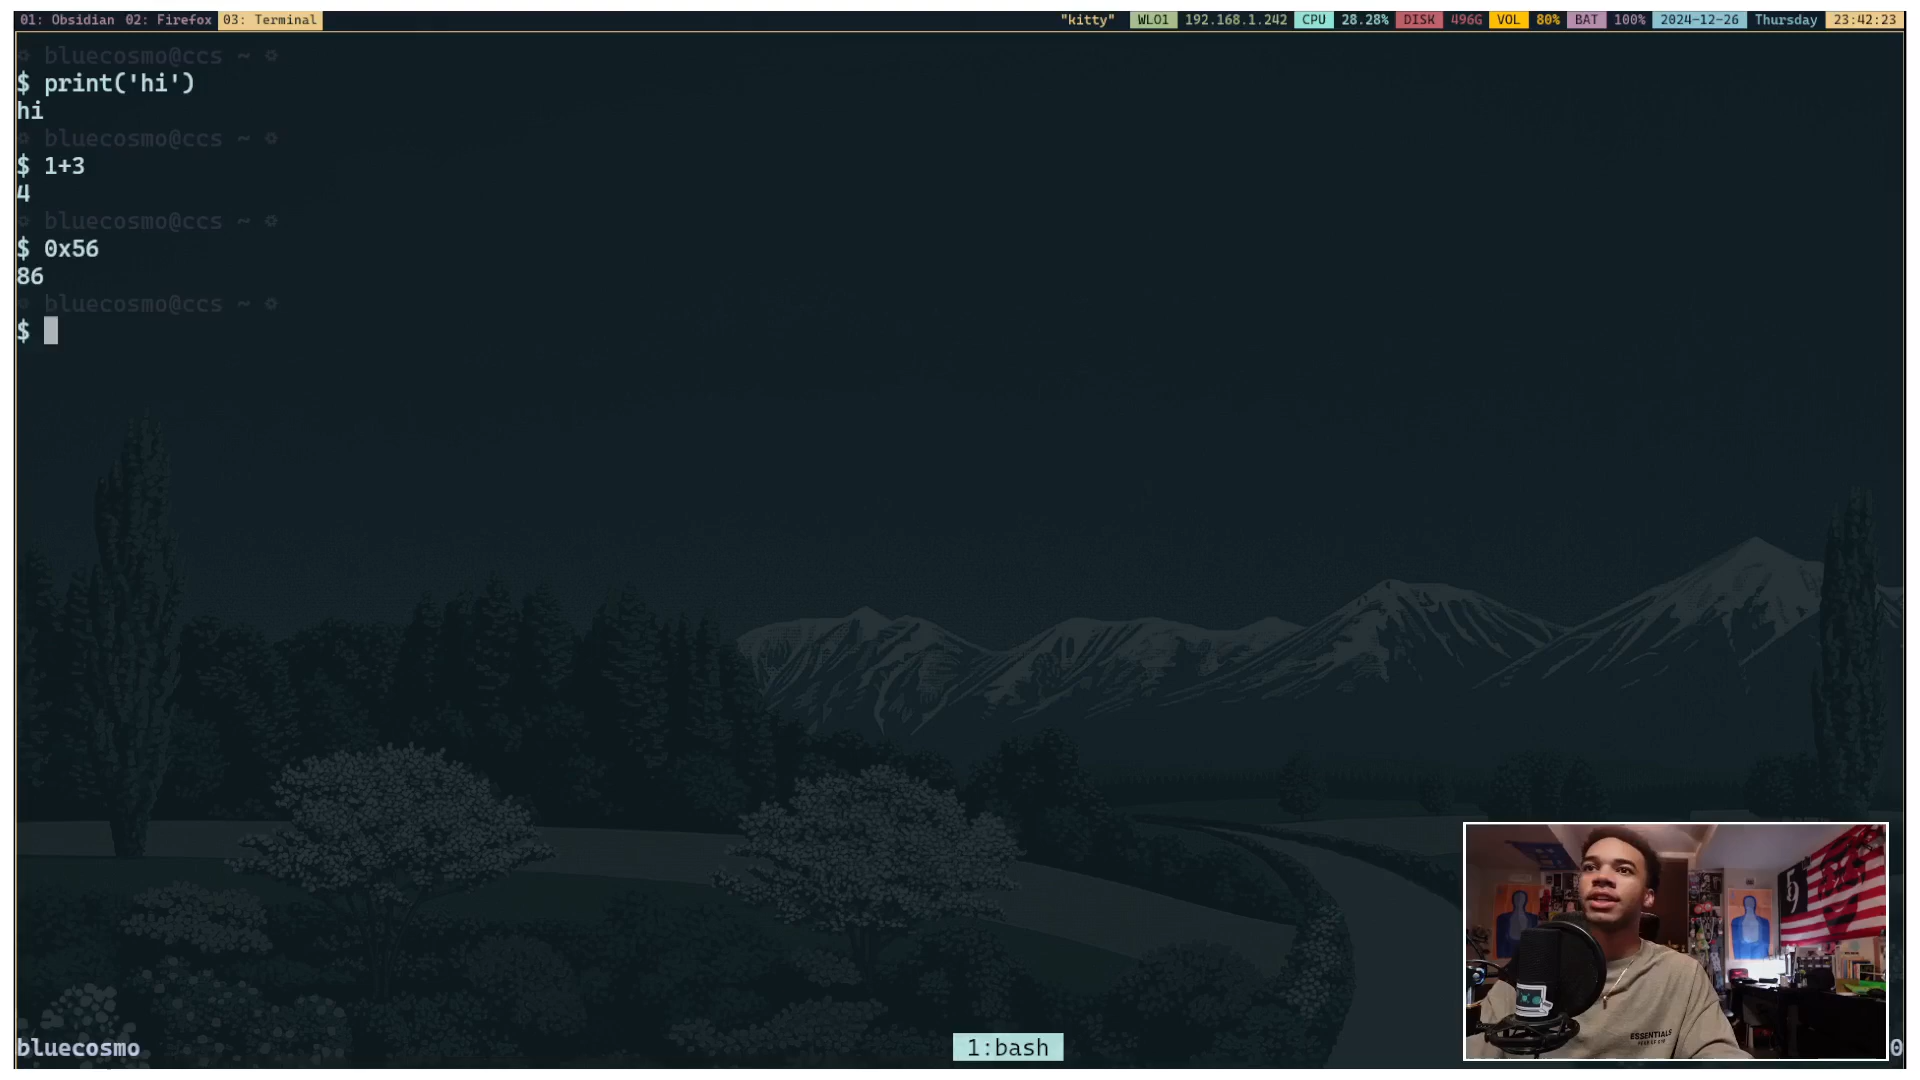 01: Obsidian 02: Firefox 03: Terminal "kitty" WLO1 192.168.1.242 CPU 28.28% DISK 496G VOL 80% BAT 100% 2024-12-26 Thursday 23:42:23
bluecosmo@ccs ~
$ print('hi')
hi
bluecosmo@ccs ~
$ 1+3
4
bluecosmo@ccs ~
$ 0x56
86
bluecosmo@ccs ~
$
ESSENTIALS
bluecosmo 1:bash 0